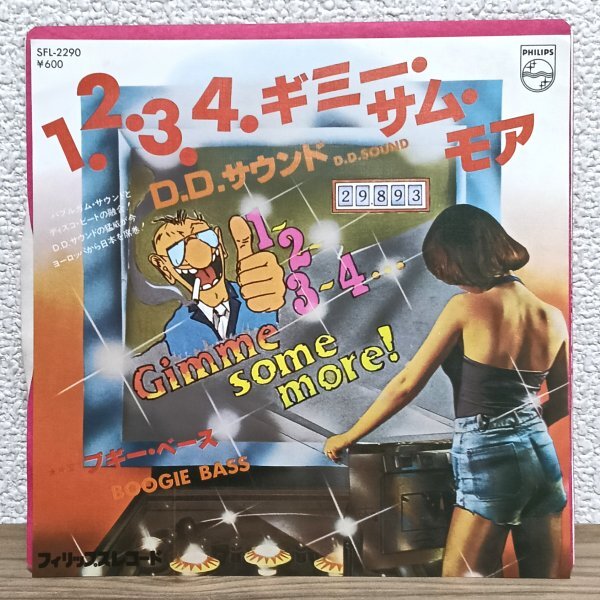 SFL-2290
¥600
PHILIPS
1.2.3.4.ギミー・
サム・
モア
D.D.サウンド
D.D.SOUND
29893
バブルガム・サウンドと
ディスコ・ビートの融合!
D.D.サウンドの猛威が今
ヨーロッパから日本を席巻!
1-2-
3-4...
Gimme
some
more!
ブギー・ベース
BOOGIE BASS
フィリップスレコード